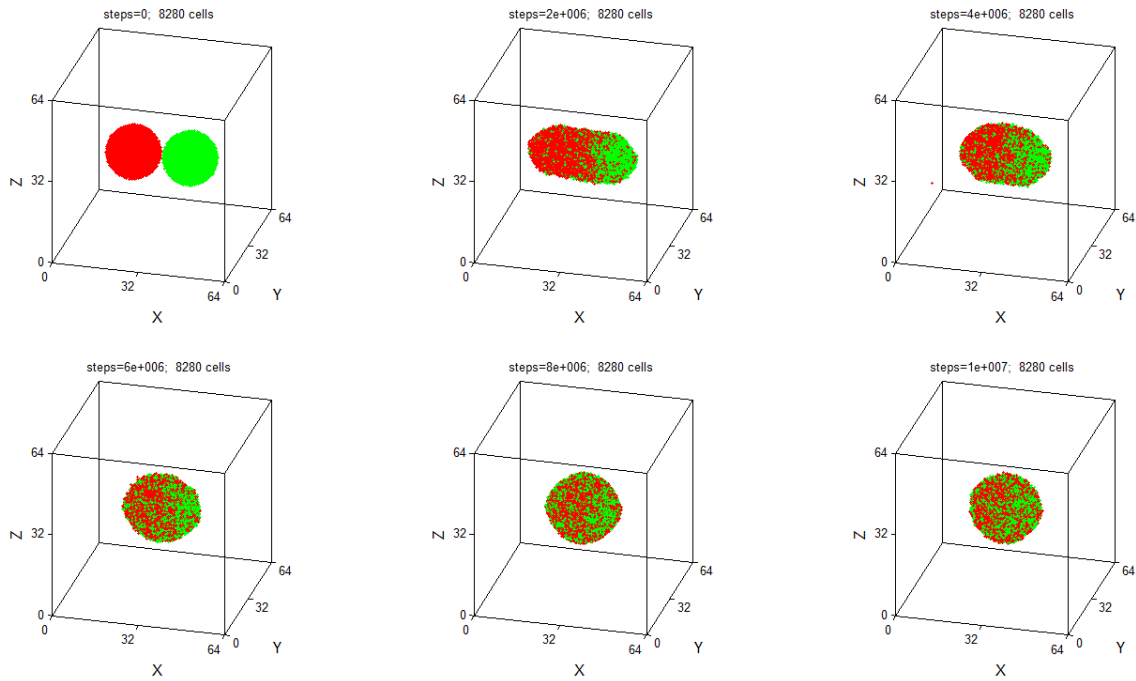 steps=0;  8280 cells
64
Z
32
0
0
32
64
X
0
32
64
Y
steps=2e+006;  8280 cells
64
Z
32
0
0
32
64
X
0
32
64
Y
steps=4e+006;  8280 cells
64
Z
32
0
0
32
64
X
0
32
64
Y
steps=6e+006;  8280 cells
64
Z
32
0
0
32
64
X
0
32
64
Y
steps=8e+006;  8280 cells
64
Z
32
0
0
32
64
X
0
32
64
Y
steps=1e+007;  8280 cells
64
Z
32
0
0
32
64
X
0
32
64
Y